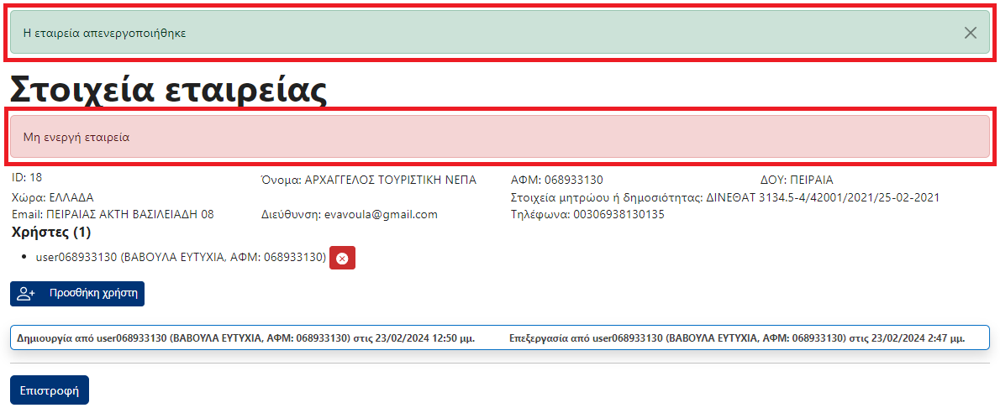 Η εταιρεία απενεργοποιήθηκε
Στοιχεία εταιρείας
Μη ενεργή εταιρεία
ID: 18 Όνομα: ΑΡΧΑΓΓΕΛΟΣ ΤΟΥΡΙΣΤΙΚΗ ΝΕΠΑ ΑΦΜ: 068933130 ΔΟΥ: ΠΕΙΡΑΙΑ
Χώρα: ΕΛΛΑΔΑ Στοιχεία μητρώου ή δημοσιότητας: ΔΙΝΕΘΑΤ 3134.5-4/42001/2021/25-02-2021
Email: ΠΕΙΡΑΙΑΣ ΑΚΤΗ ΒΑΣΙΛΕΙΑΔΗ 08 Διεύθυνση: evavoula@gmail.com Τηλέφωνα: 00306938130135
Χρήστες (1)
user068933130 (ΒΑΒΟΥΛΑ ΕΥΤΥΧΙΑ, ΑΦΜ: 068933130)
Προσθήκη χρήστη
Δημιουργία από user068933130 (ΒΑΒΟΥΛΑ ΕΥΤΥΧΙΑ, ΑΦΜ: 068933130) στις 23/02/2024 12:50 μμ. Επεξεργασία από user068933130 (ΒΑΒΟΥΛΑ ΕΥΤΥΧΙΑ, ΑΦΜ: 068933130) στις 23/02/2024 2:47 μμ.
Επιστροφή